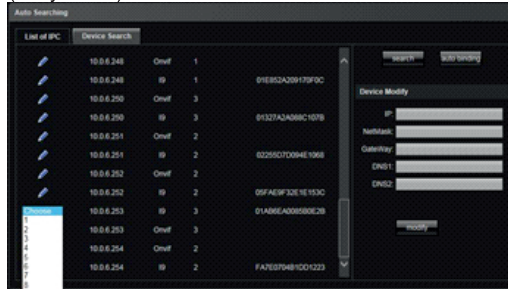 Auto Searching
List of IPC Device Search
10.0.6.248 Onvif 1
10.0.6.248 I9 1 01E852A209170F0C
10.0.6.250 Onvif 3
10.0.6.250 I9 3 01327A2A068C107B
10.0.6.251 Onvif 2
10.0.6.251 I9 2 02255D7D094E1068
10.0.6.252 Onvif 2
10.0.6.252 I9 2 05FAE9F32E1E153C
Choose 10.0.6.253 I9 3 01AB6EA0085B0E2B
1
2
3 10.0.6.253 Onvif 3
4
5 10.0.6.254 Onvif 2
6
7 10.0.6.254 I9 2 FA7E070481DD1223
8
search auto binding
Device Modify
IP:
NetMask:
GateWay:
DNS1:
DNS2:
modify